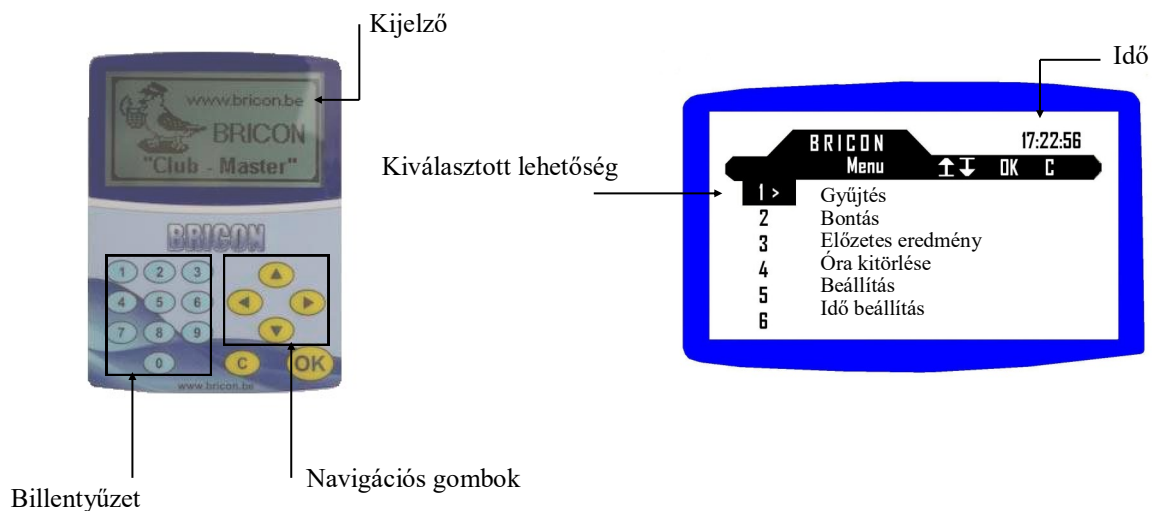 Kijelző
www.bricon.be
BRICON
"Club - Master"
BRICON
1 2 3
4 5 6
7 8 9
0
C OK
www.bricon.be
Billentyűzet
Navigációs gombok
Idő
Kiválasztott lehetőség
BRICON 17:22:56
Menu OK C
1 > Gyűjtés
2 Bontás
3 Előzetes eredmény
4 Óra kitörlése
5 Beállítás
6 Idő beállítás